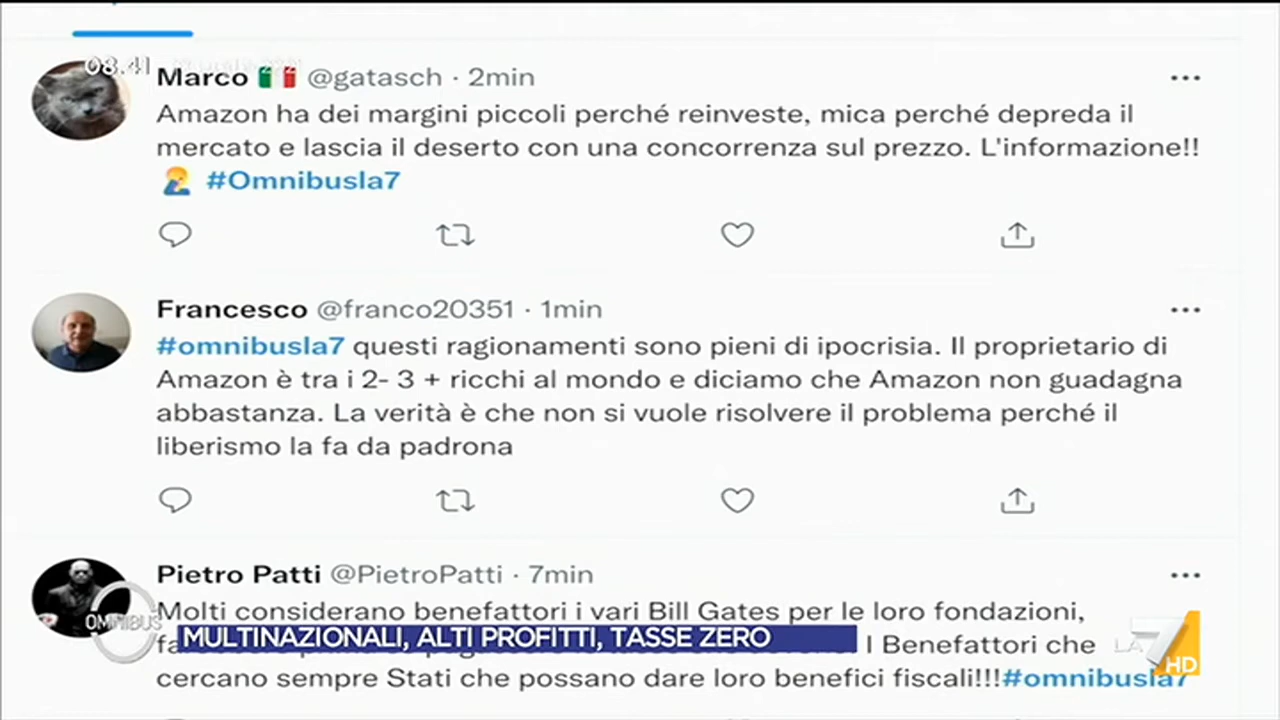 08.41
Marco @gatasch · 2min
Amazon ha dei margini piccoli perché reinveste, mica perché depreda il
mercato e lascia il deserto con una concorrenza sul prezzo. L'informazione!!
#Omnibusla7
Francesco @franco20351 · 1min
#omnibusla7 questi ragionamenti sono pieni di ipocrisia. Il proprietario di
Amazon è tra i 2- 3 + ricchi al mondo e diciamo che Amazon non guadagna
abbastanza. La verità è che non si vuole risolvere il problema perché il
liberismo la fa da padrona
Pietro Patti @PietroPatti · 7min
Molti considerano benefattori i vari Bill Gates per le loro fondazioni,
OMNIBUS
MULTINAZIONALI, ALTI PROFITTI, TASSE ZERO
I Benefattori che
LA7 HD
cercano sempre Stati che possano dare loro benefici fiscali!!!#omnibusla7